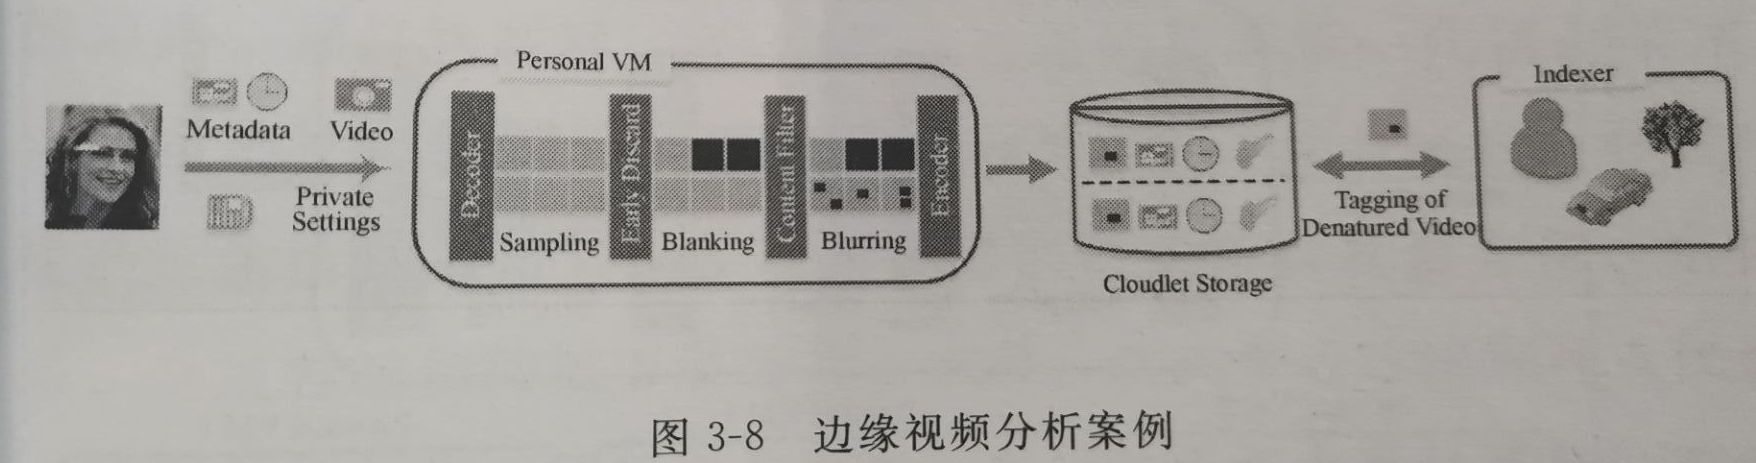 Personal VM
Indexer
Metadata
Video
Private
Settings
Decoder
Sampling
Early Discard
Blanking
Content Filter
Blurring
Encoder
Cloudlet Storage
Tagging of
Denatured Video
图 3-8 边缘视频分析案例